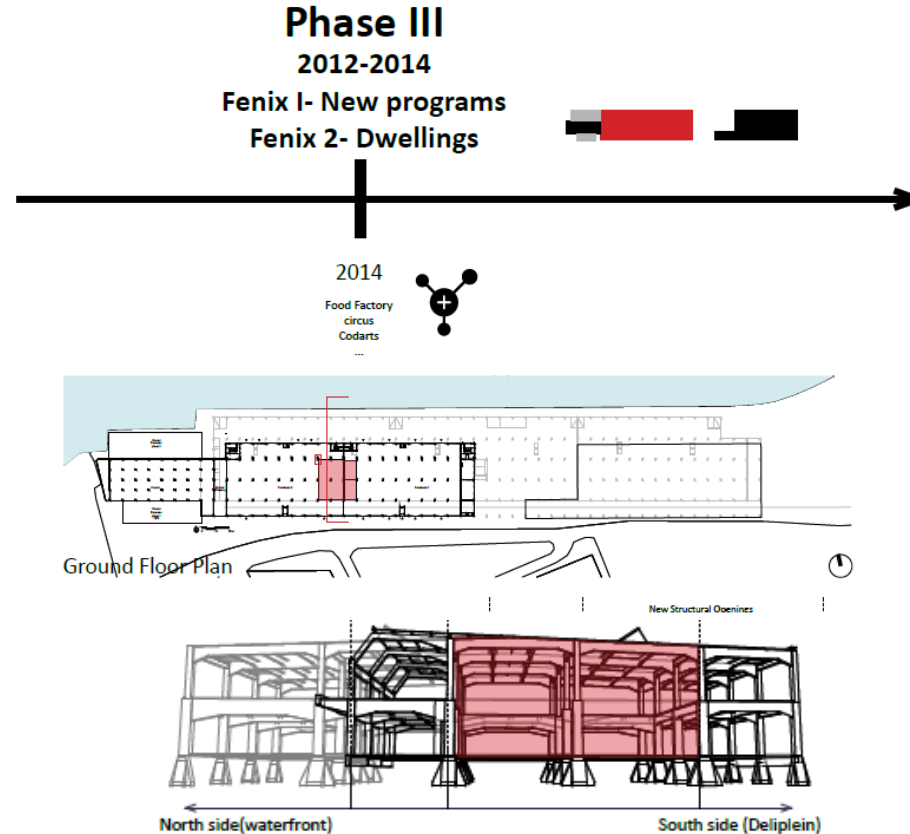 Phase III
2012-2014
Fenix I- New programs
Fenix 2- Dwellings
2014
Food Factory
circus
Codarts
...
Ground Floor Plan
New Structural Openines
North side(waterfront)
South side (Deliplein)